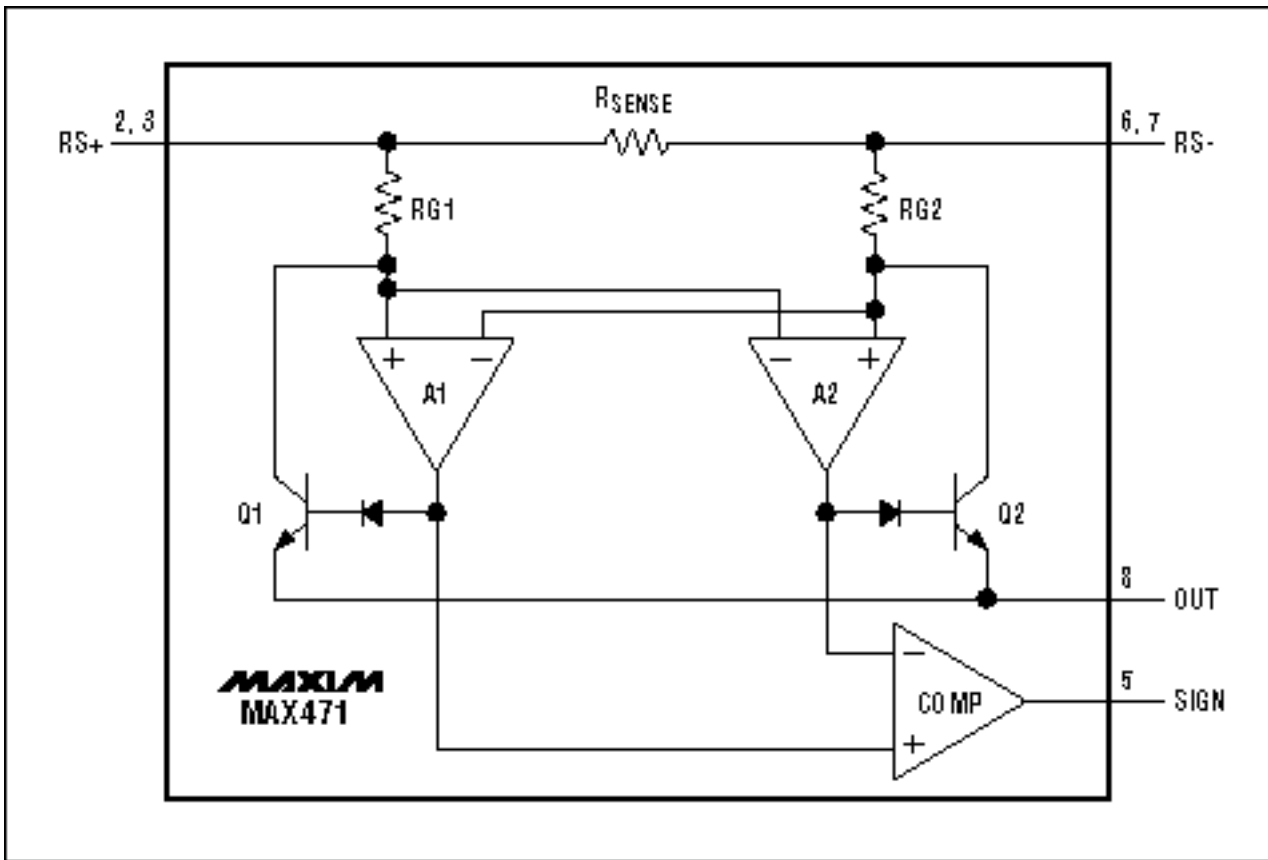 RSENSE
2, 3
6, 7
RS+
RS-
RG1
RG2
+
−
−
+
A1
A2
Q1
Q2
8
OUT
−
MAXIM
COMP
5
SIGN
MAX471
+